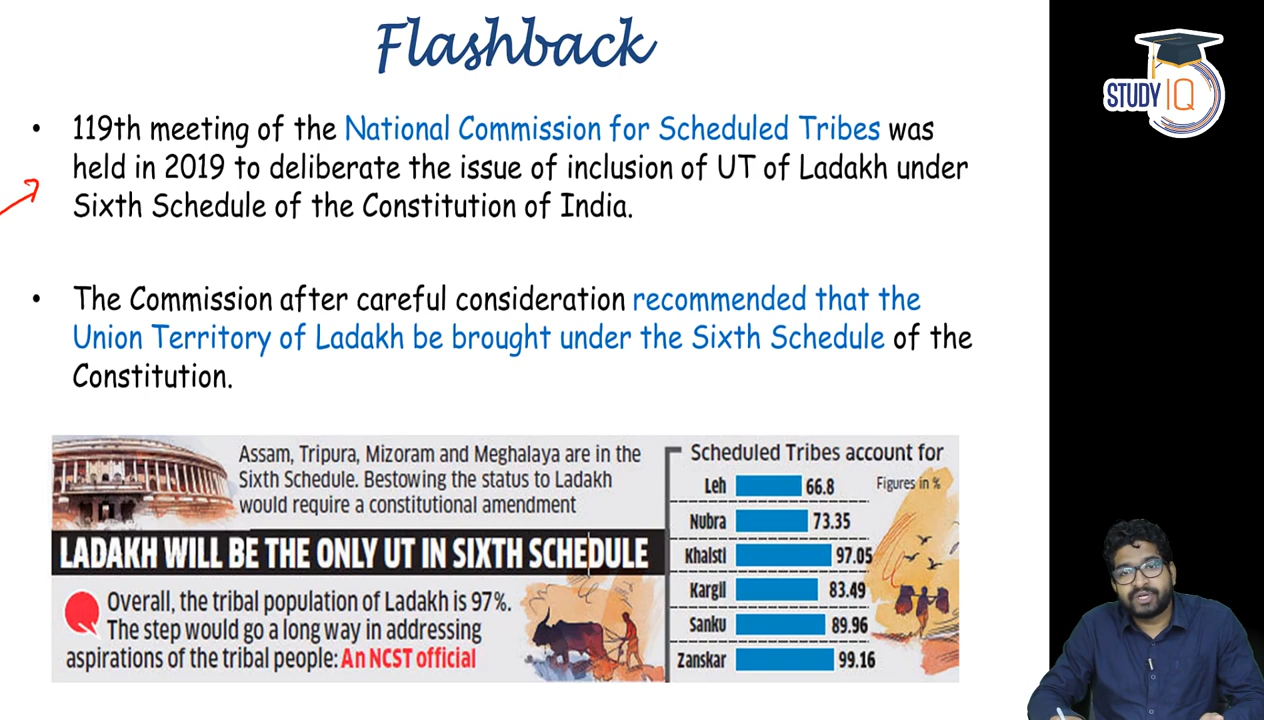 Flashback
STUDY IQ
• 119th meeting of the National Commission for Scheduled Tribes was
held in 2019 to deliberate the issue of inclusion of UT of Ladakh under
Sixth Schedule of the Constitution of India.
• The Commission after careful consideration recommended that the
Union Territory of Ladakh be brought under the Sixth Schedule of the
Constitution.
Assam, Tripura, Mizoram and Meghalaya are in the
Sixth Schedule. Bestowing the status to Ladakh
would require a constitutional amendment
LADAKH WILL BE THE ONLY UT IN SIXTH SCHEDULE
Overall, the tribal population of Ladakh is 97%.
The step would go a long way in addressing
aspirations of the tribal people: An NCST official
Scheduled Tribes account for
Figures in %
Leh 66.8
Nubra 73.35
Khalsti 97.05
Kargil 83.49
Sanku 89.96
Zanskar 99.16